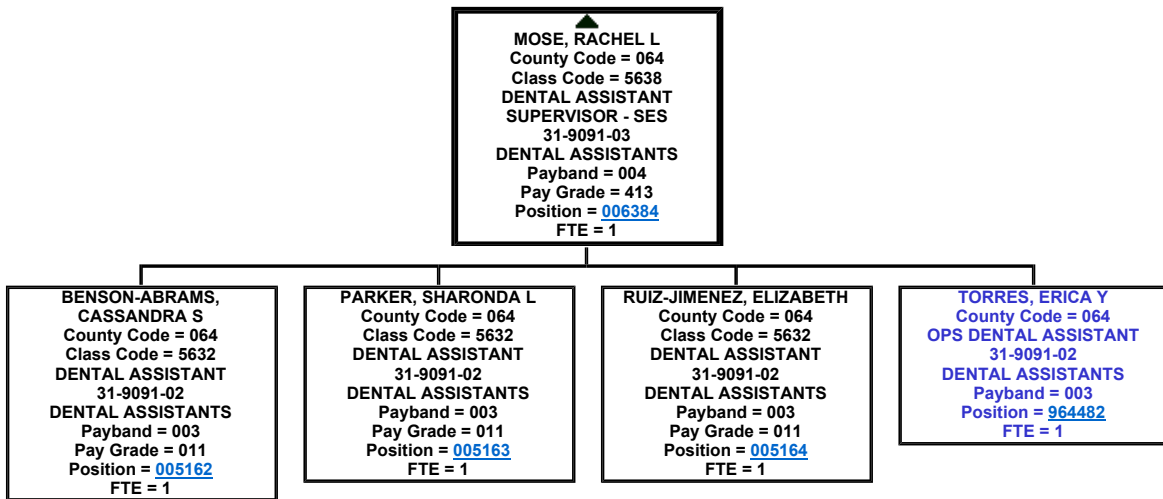 MOSE, RACHEL L
County Code = 064
Class Code = 5638
DENTAL ASSISTANT
SUPERVISOR - SES
31-9091-03
DENTAL ASSISTANTS
Payband = 004
Pay Grade = 413
Position = 006384
FTE = 1
BENSON-ABRAMS,
CASSANDRA S
County Code = 064
Class Code = 5632
DENTAL ASSISTANT
31-9091-02
DENTAL ASSISTANTS
Payband = 003
Pay Grade = 011
Position = 005162
FTE = 1
PARKER, SHARONDA L
County Code = 064
Class Code = 5632
DENTAL ASSISTANT
31-9091-02
DENTAL ASSISTANTS
Payband = 003
Pay Grade = 011
Position = 005163
FTE = 1
RUIZ-JIMENEZ, ELIZABETH
County Code = 064
Class Code = 5632
DENTAL ASSISTANT
31-9091-02
DENTAL ASSISTANTS
Payband = 003
Pay Grade = 011
Position = 005164
FTE = 1
TORRES, ERICA Y
County Code = 064
OPS DENTAL ASSISTANT
31-9091-02
DENTAL ASSISTANTS
Payband = 003
Position = 964482
FTE = 1